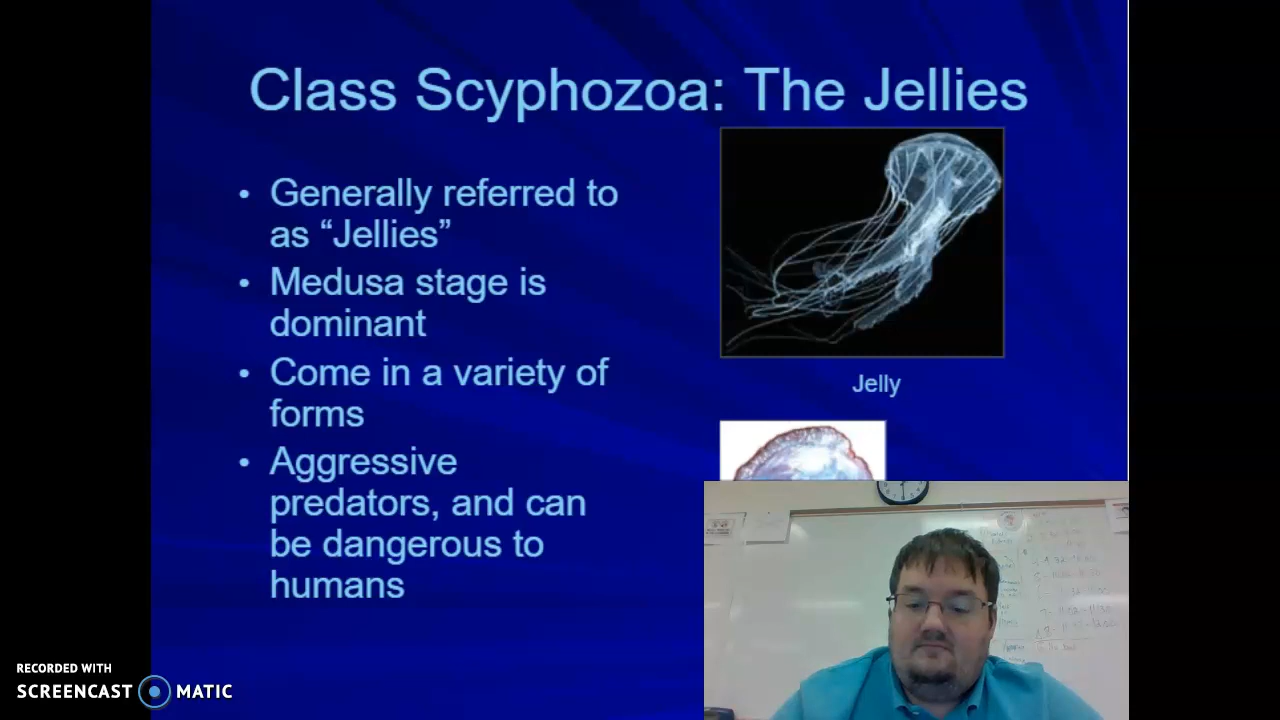 Class Scyphozoa: The Jellies
• Generally referred to
as “Jellies”
• Medusa stage is
dominant
• Come in a variety of
forms
• Aggressive
predators, and can
be dangerous to
humans
Jelly
RECORDED WITH
SCREENCAST MATIC